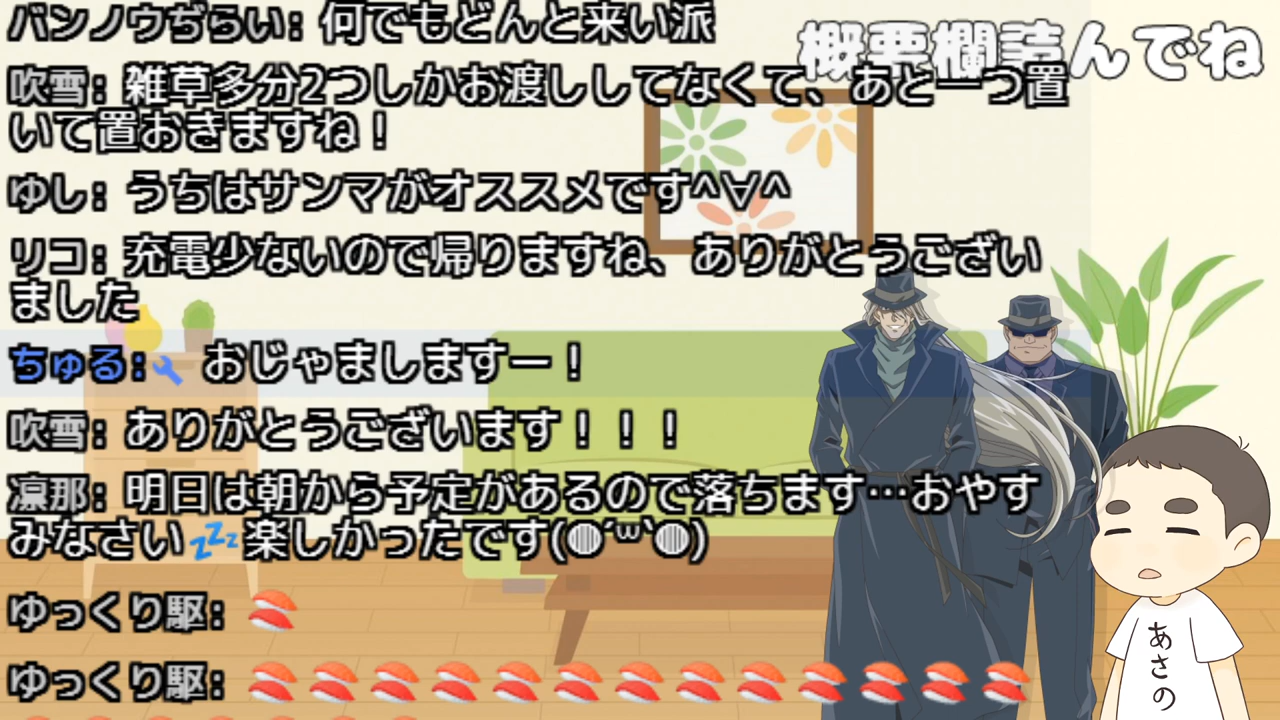 バンノウぢらい: 何でもどんと来い派
概要欄読んでね
吹雪: 雑草多分2つしかお渡ししてなくて、あと一つ置
いて置おきますね！
ゆし: うちはサンマがオススメです^∀^
リコ: 充電少ないので帰りますね、ありがとうござい
ました
ちゅる:🔧 おじゃましますー！
吹雪: ありがとうございます！！！
凛那: 明日は朝から予定があるので落ちます…おやす
みなさい💤楽しかったです(◍´꒳`◍)
ゆっくり駆: 🍣
ゆっくり駆: 🍣🍣🍣🍣🍣🍣🍣🍣🍣🍣🍣🍣🍣
あさの